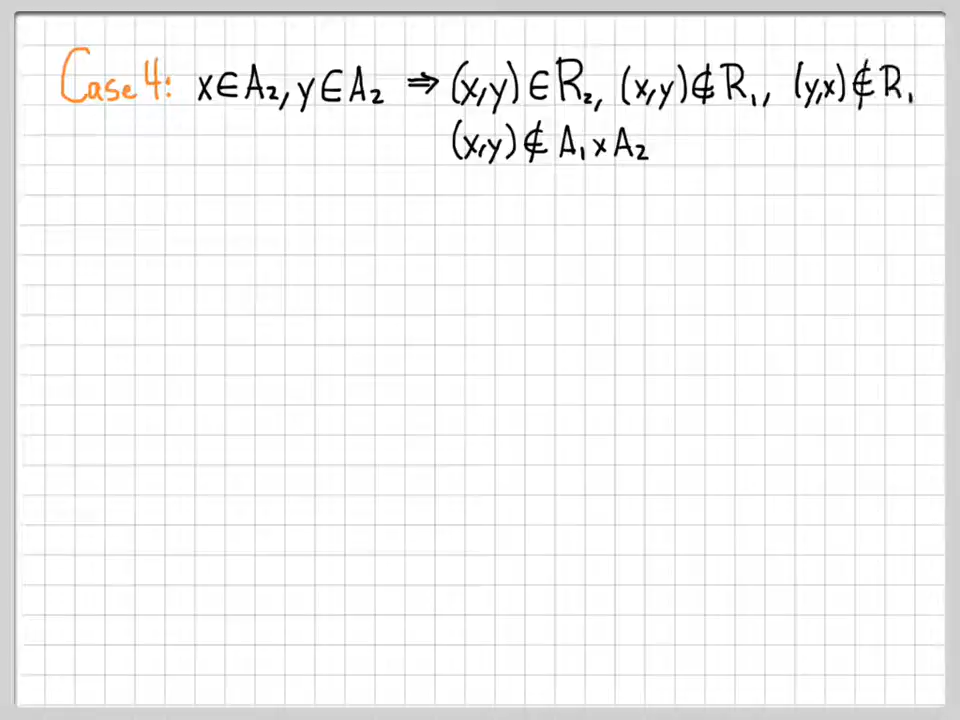 Case 4: x∈A₂, y∈A₂ ⇒ (x,y)∈R₂, (x,y)∉R₁, (y,x)∉R₁
(x,y)∉A₁×A₂